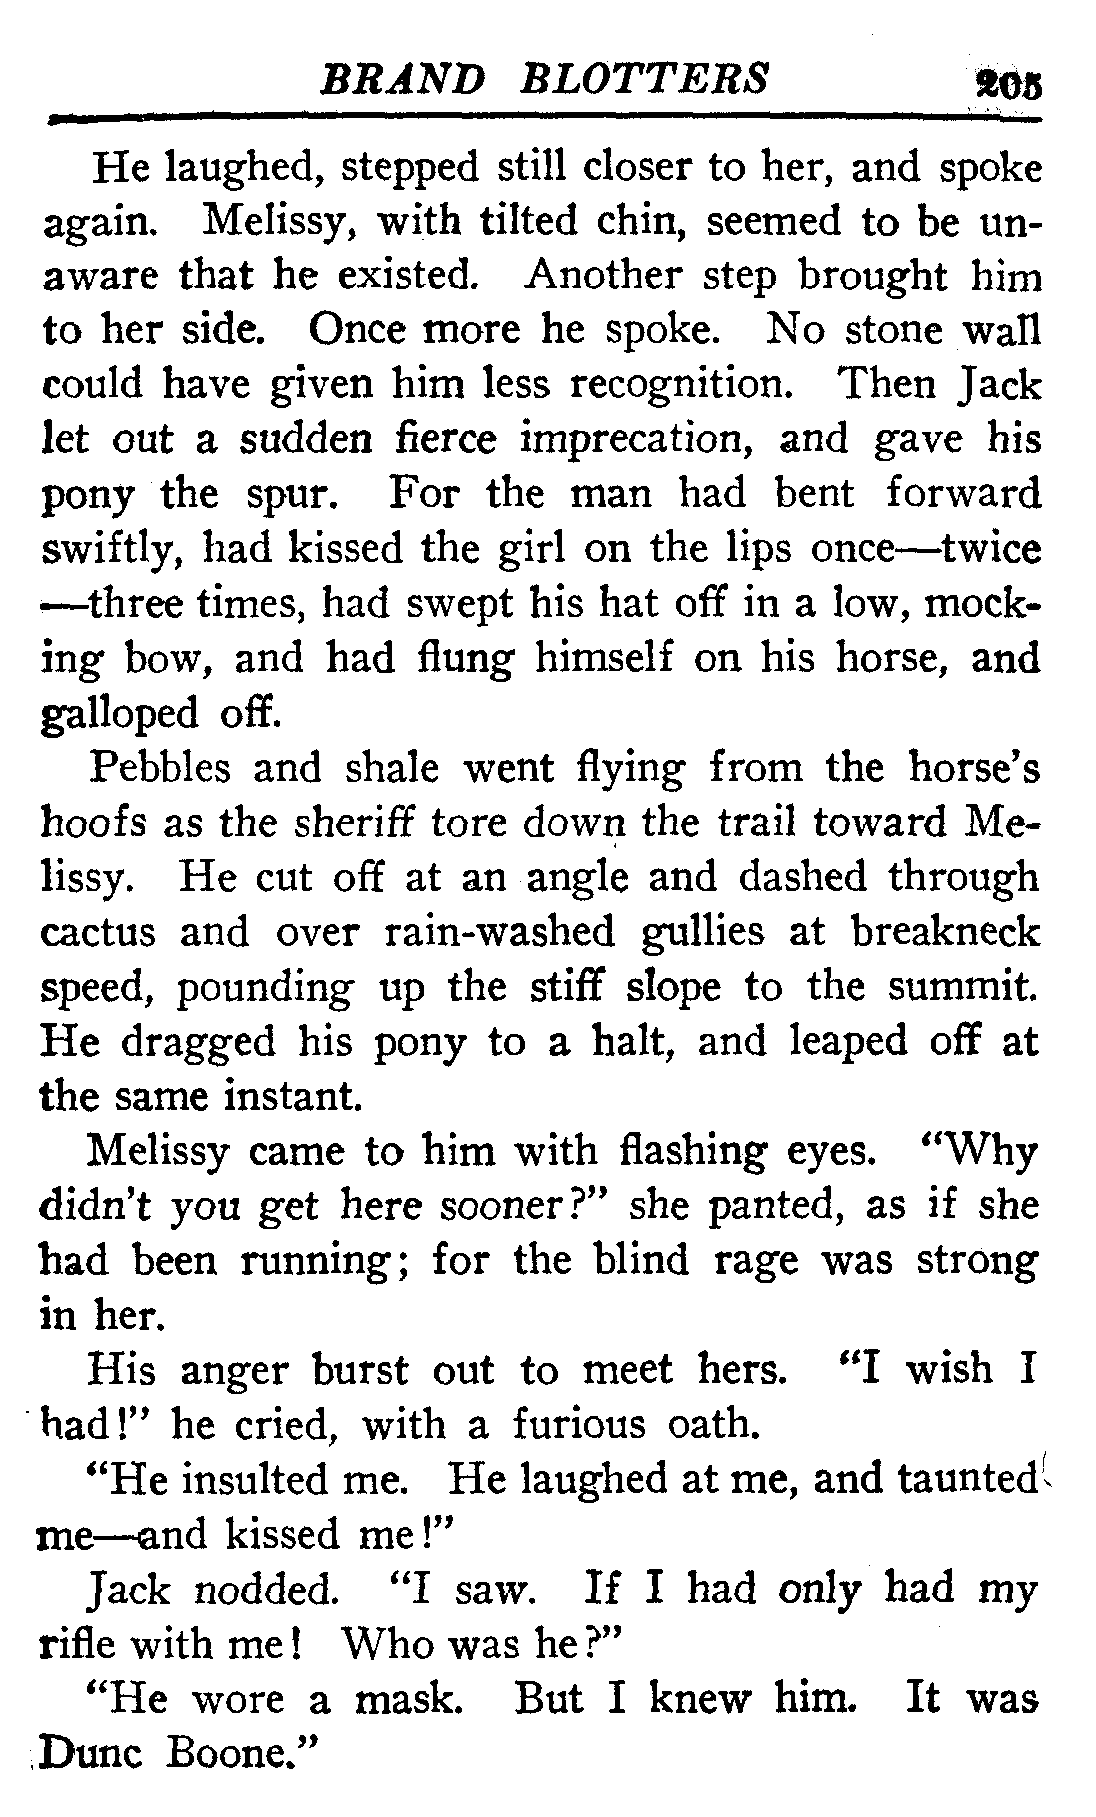 BRAND BLOTTERS 205
He laughed, stepped still closer to her, and spoke
again. Melissy, with tilted chin, seemed to be un-
aware that he existed. Another step brought him
to her side. Once more he spoke. No stone wall
could have given him less recognition. Then Jack
let out a sudden fierce imprecation, and gave his
pony the spur. For the man had bent forward
swiftly, had kissed the girl on the lips once—twice
—three times, had swept his hat off in a low, mock-
ing bow, and had flung himself on his horse, and
galloped off.
Pebbles and shale went flying from the horse's
hoofs as the sheriff tore down the trail toward Me-
lissy. He cut off at an angle and dashed through
cactus and over rain-washed gullies at breakneck
speed, pounding up the stiff slope to the summit.
He dragged his pony to a halt, and leaped off at
the same instant.
Melissy came to him with flashing eyes. "Why
didn't you get here sooner?" she panted, as if she
had been running; for the blind rage was strong
in her.
His anger burst out to meet hers. "I wish I
had!" he cried, with a furious oath.
"He insulted me. He laughed at me, and taunted
me—and kissed me!"
Jack nodded. "I saw. If I had only had my
rifle with me! Who was he?"
"He wore a mask. But I knew him. It was
Dunc Boone."